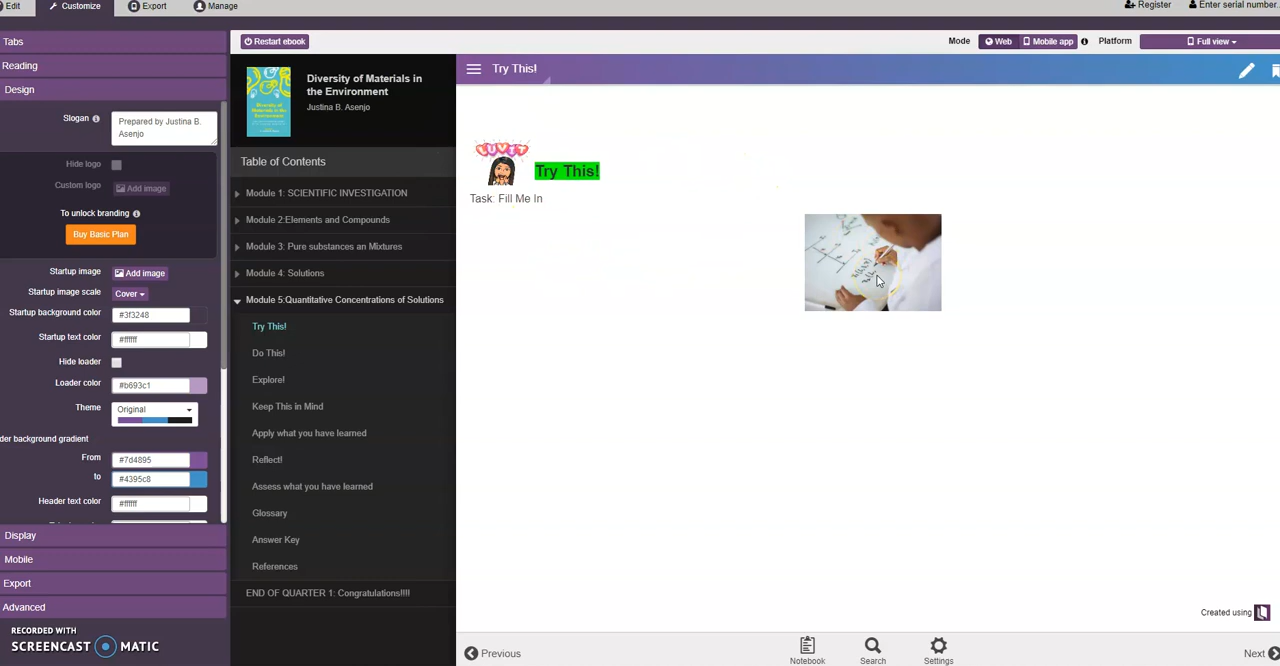 Edit
Customize
Export
Manage
Register
Enter serial number.
Tabs
Reading
Design
Slogan
Prepared by Justina B.
Asenjo
Hide logo
Custom logo
Add image
To unlock branding
Buy Basic Plan
Startup image
Add image
Startup image scale
Cover
Startup background color
#3f3248
Startup text color
#ffffff
Hide loader
Loader color
#b693c1
Theme
Original
der background gradient
From
#7d4895
to
#4395c8
Header text color
#ffffff
Display
Mobile
Export
Advanced
RECORDED WITH
SCREENCAST MATIC
Restart ebook
Mode
Web
Mobile app
Platform
Full view
Diversity of Materials in
the Environment
Justina B. Asenjo
Table of Contents
Module 1: SCIENTIFIC INVESTIGATION
Module 2:Elements and Compounds
Module 3: Pure substances an Mixtures
Module 4: Solutions
Module 5:Quantitative Concentrations of Solutions
Try This!
Do This!
Explore!
Keep This in Mind
Apply what you have learned
Reflect!
Assess what you have learned
Glossary
Answer Key
References
END OF QUARTER 1: Congratulations!!!!
Try This!
LUVIT
Try This!
Task: Fill Me In
Created using
Previous
Notebook
Search
Settings
Next